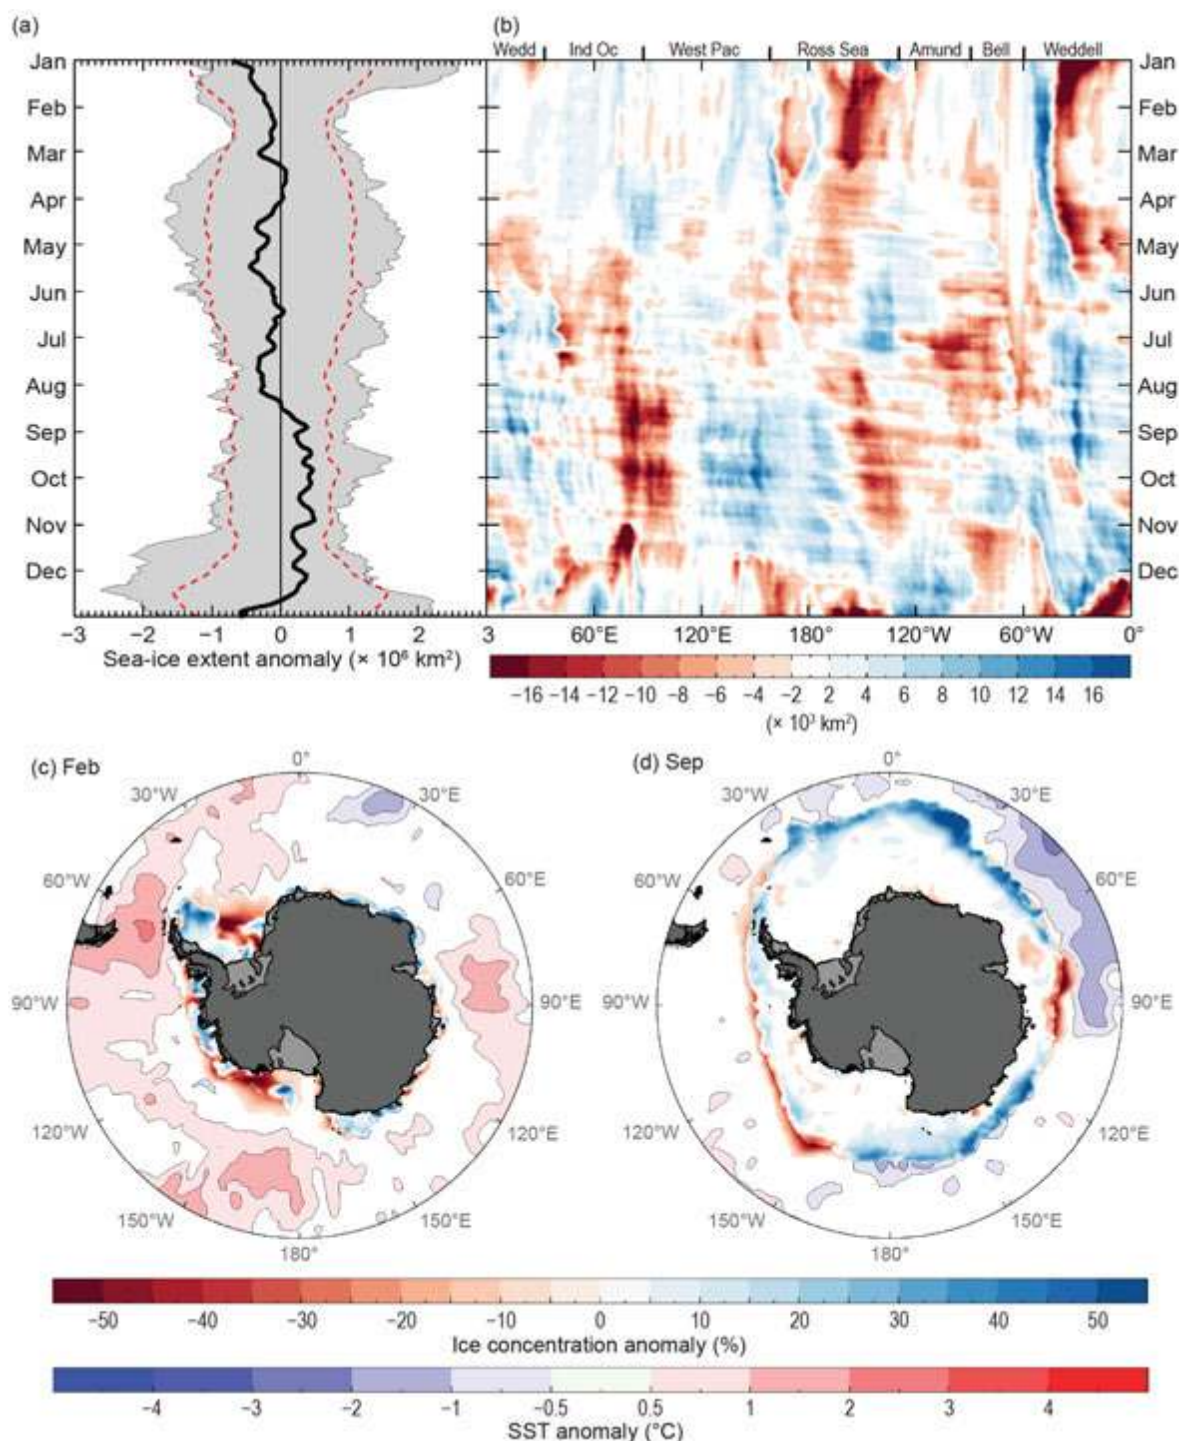 (a)
(b)
Wedd Ind Oc West Pac Ross Sea Amund Bell Weddell
Jan Jan
Feb Feb
Mar Mar
Apr Apr
May May
Jun Jun
Jul Jul
Aug Aug
Sep Sep
Oct Oct
Nov Nov
Dec Dec
−3 −2 −1 0 1 2 3 60°E 120°E 180° 120°W 60°W 0°
Sea-ice extent anomaly (× 10⁶ km²)
−16 −14 −12 −10 −8 −6 −4 −2 2 4 6 8 10 12 14 16
(× 10³ km²)
(c) Feb
0°
30°E
60°E
90°E
120°E
150°E
180°
150°W
120°W
90°W
60°W
30°W
(d) Sep
0°
30°E
60°E
90°E
120°E
150°E
180°
150°W
120°W
90°W
60°W
30°W
−50 −40 −30 −20 −10 0 10 20 30 40 50
Ice concentration anomaly (%)
−4 −3 −2 −1 −0.5 0.5 1 2 3 4
SST anomaly (°C)